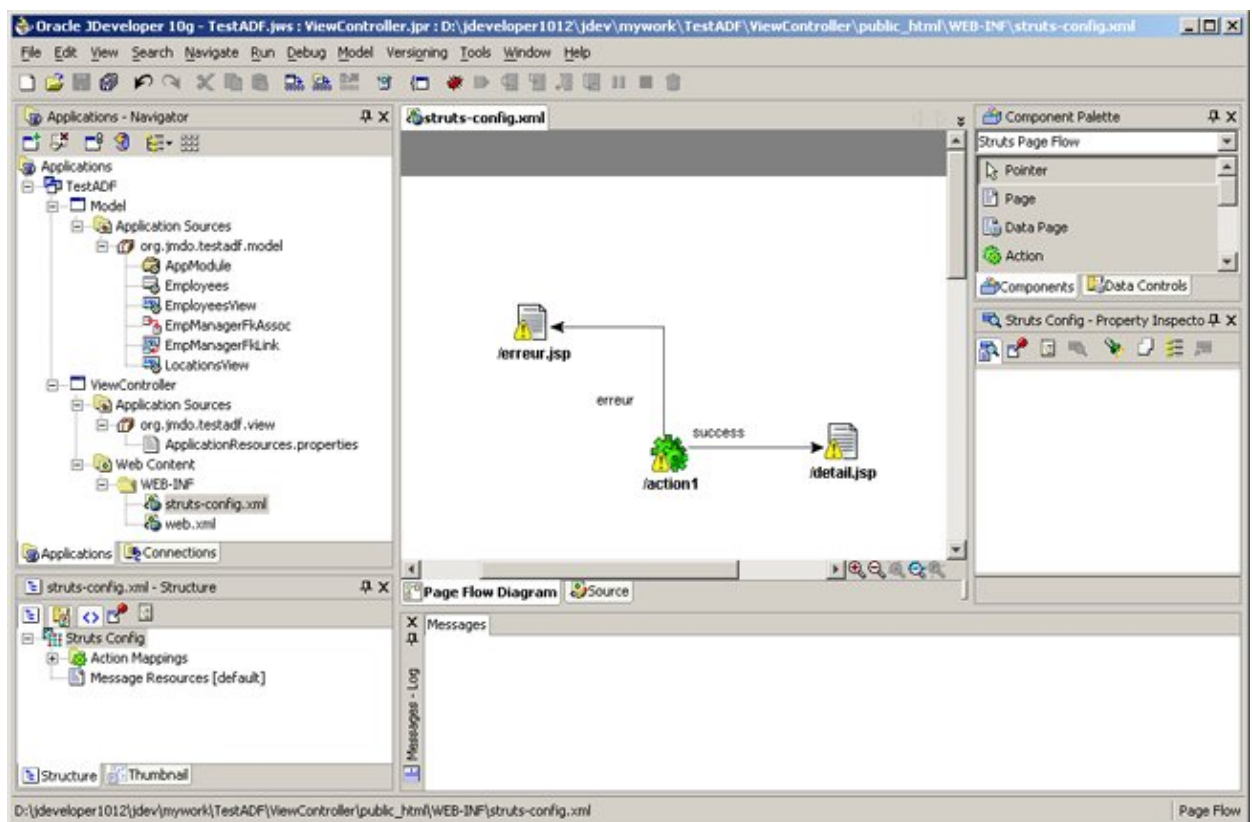 Oracle JDeveloper 10g - TestADF.jws : ViewController.jpr : D:\jdeveloper1012\jdev\mywork\TestADF\ViewController\public_html\WEB-INF\struts-config.xml
File Edit View Search Navigate Run Debug Model Versioning Tools Window Help
Applications - Navigator
Applications
TestADF
Model
Application Sources
org.jmdo.testadf.model
AppModule
Employees
EmployeesView
EmpManagerFkAssoc
EmpManagerFkLink
LocationsView
ViewController
Application Sources
org.jmdo.testadf.view
ApplicationResources.properties
Web Content
WEB-INF
struts-config.xml
web.xml
Applications Connections
struts-config.xml - Structure
Struts Config
Action Mappings
Message Resources [default]
Structure Thumbnail
struts-config.xml
/erreur.jsp
erreur
success
/action1
/detail.jsp
Page Flow Diagram Source
Messages
Messages - Log
Component Palette
Struts Page Flow
Pointer
Page
Data Page
Action
Components Data Controls
Struts Config - Property Inspecto
D:\jdeveloper1012\jdev\mywork\TestADF\ViewController\public_html\WEB-INF\struts-config.xml
Page Flow